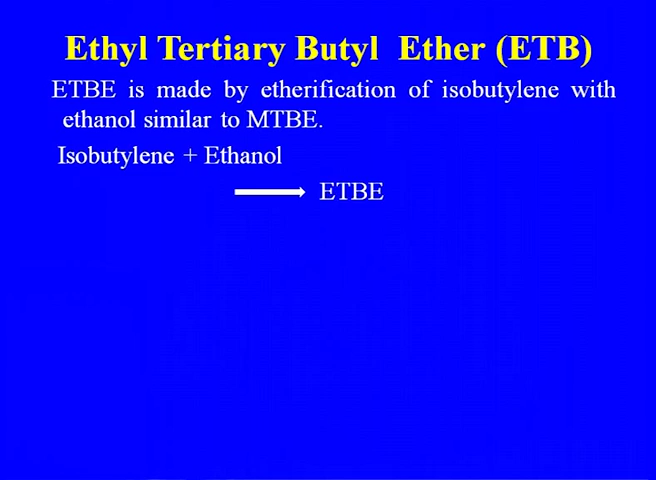 Ethyl Tertiary Butyl Ether (ETB)
ETBE is made by etherification of isobutylene with
ethanol similar to MTBE.
Isobutylene + Ethanol
ETBE